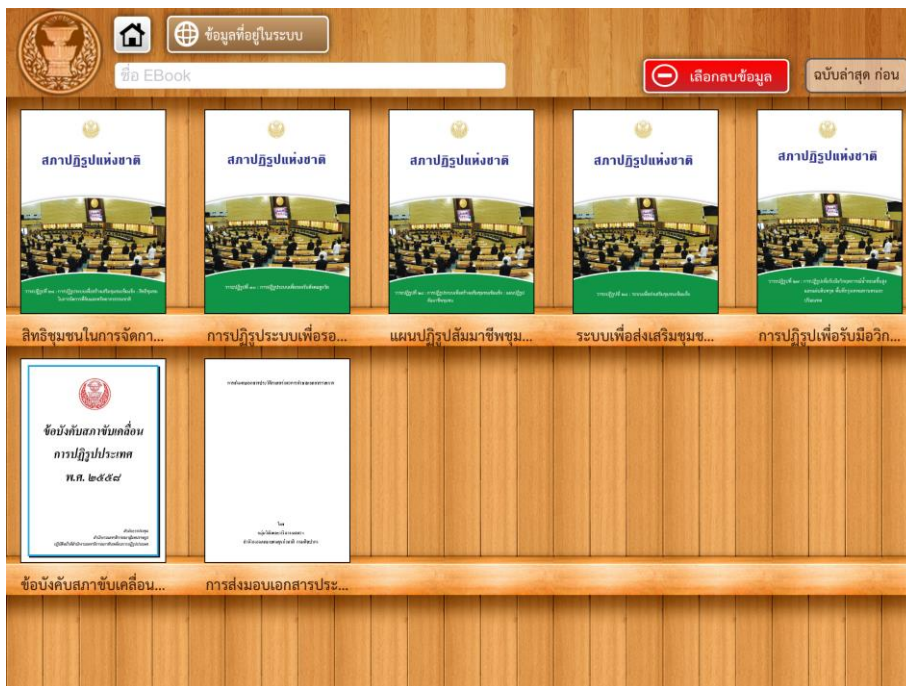 ข้อมูลที่อยู่ในระบบ
ชื่อ EBook
เลือกลบข้อมูล
ฉบับล่าสุด ก่อน
สภาปฏิรูปแห่งชาติ
สภาปฏิรูปแห่งชาติ
สภาปฏิรูปแห่งชาติ
สภาปฏิรูปแห่งชาติ
สภาปฏิรูปแห่งชาติ
สิทธิชุมชนในการจัดกา...
การปฏิรูประบบเพื่อรอ...
แผนปฏิรูปสัมมาชีพชุม...
ระบบเพื่อส่งเสริมชุมช...
การปฏิรูปเพื่อรับมือวิก...
ข้อบังคับสภาขับเคลื่อน
การปฏิรูปประเทศ
พ.ศ. ๒๕๕๘
ข้อบังคับสภาขับเคลื่อน...
การส่งมอบเอกสารประ...